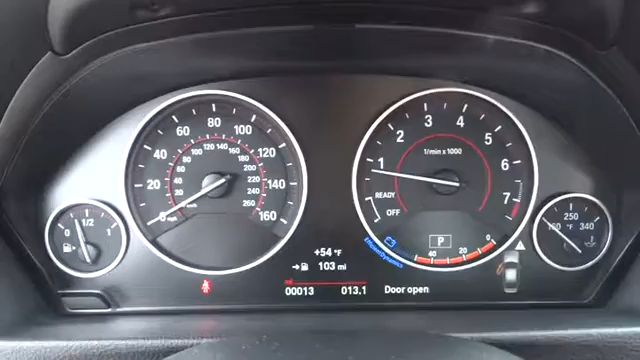 0 1/2 1
0 20 40 60 80 100 120 140 160
mph
20 40 60 80 100 120 140 160 180 200 220 240 260
km/h
1 2 3 4 5 6 7
1/min x1000
READY
OFF
EfficientDynamics
P
40 20 0
250
160 °F 340
+54 °F
103 mi
00013 013.1
Door open